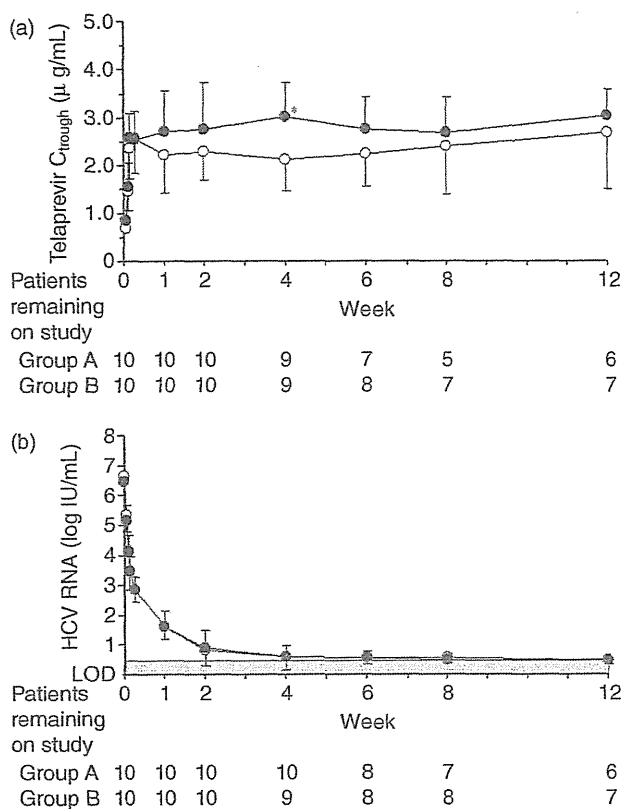 (a)
Telaprevir Ctrough (μ g/mL)
5.0
4.0
3.0
2.0
1.0
0
*
0 1 2 4 6 8 12
Week
Patients
remaining
on study
Group A 10 10 10 9 7 5 6
Group B 10 10 10 9 8 7 7
(b)
HCV RNA (log IU/mL)
8
7
6
5
4
3
2
1
LOD
0 1 2 4 6 8 12
Week
Patients
remaining
on study
Group A 10 10 10 10 8 7 6
Group B 10 10 10 9 8 8 7